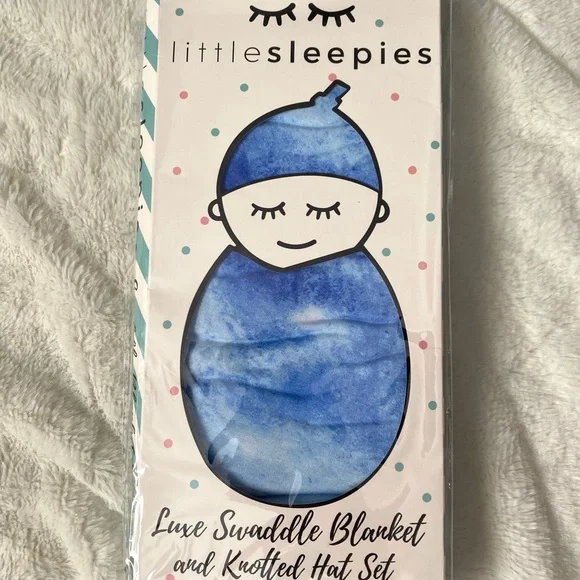 littlesleepies
Luxe Swaddle Blanket
and Knotted Hat Set